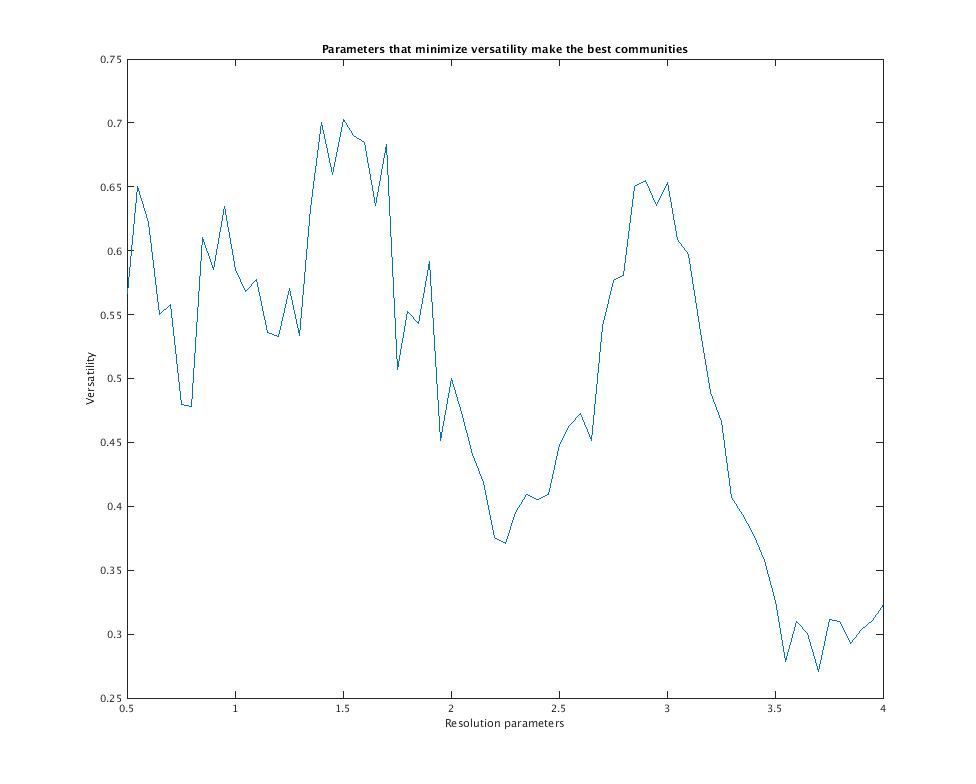 Parameters that minimize versatility make the best communities
0.75
0.7
0.65
0.6
0.55
0.5
0.45
0.4
0.35
0.3
0.25
Versatility
0.5 1 1.5 2 2.5 3 3.5 4
Resolution parameters